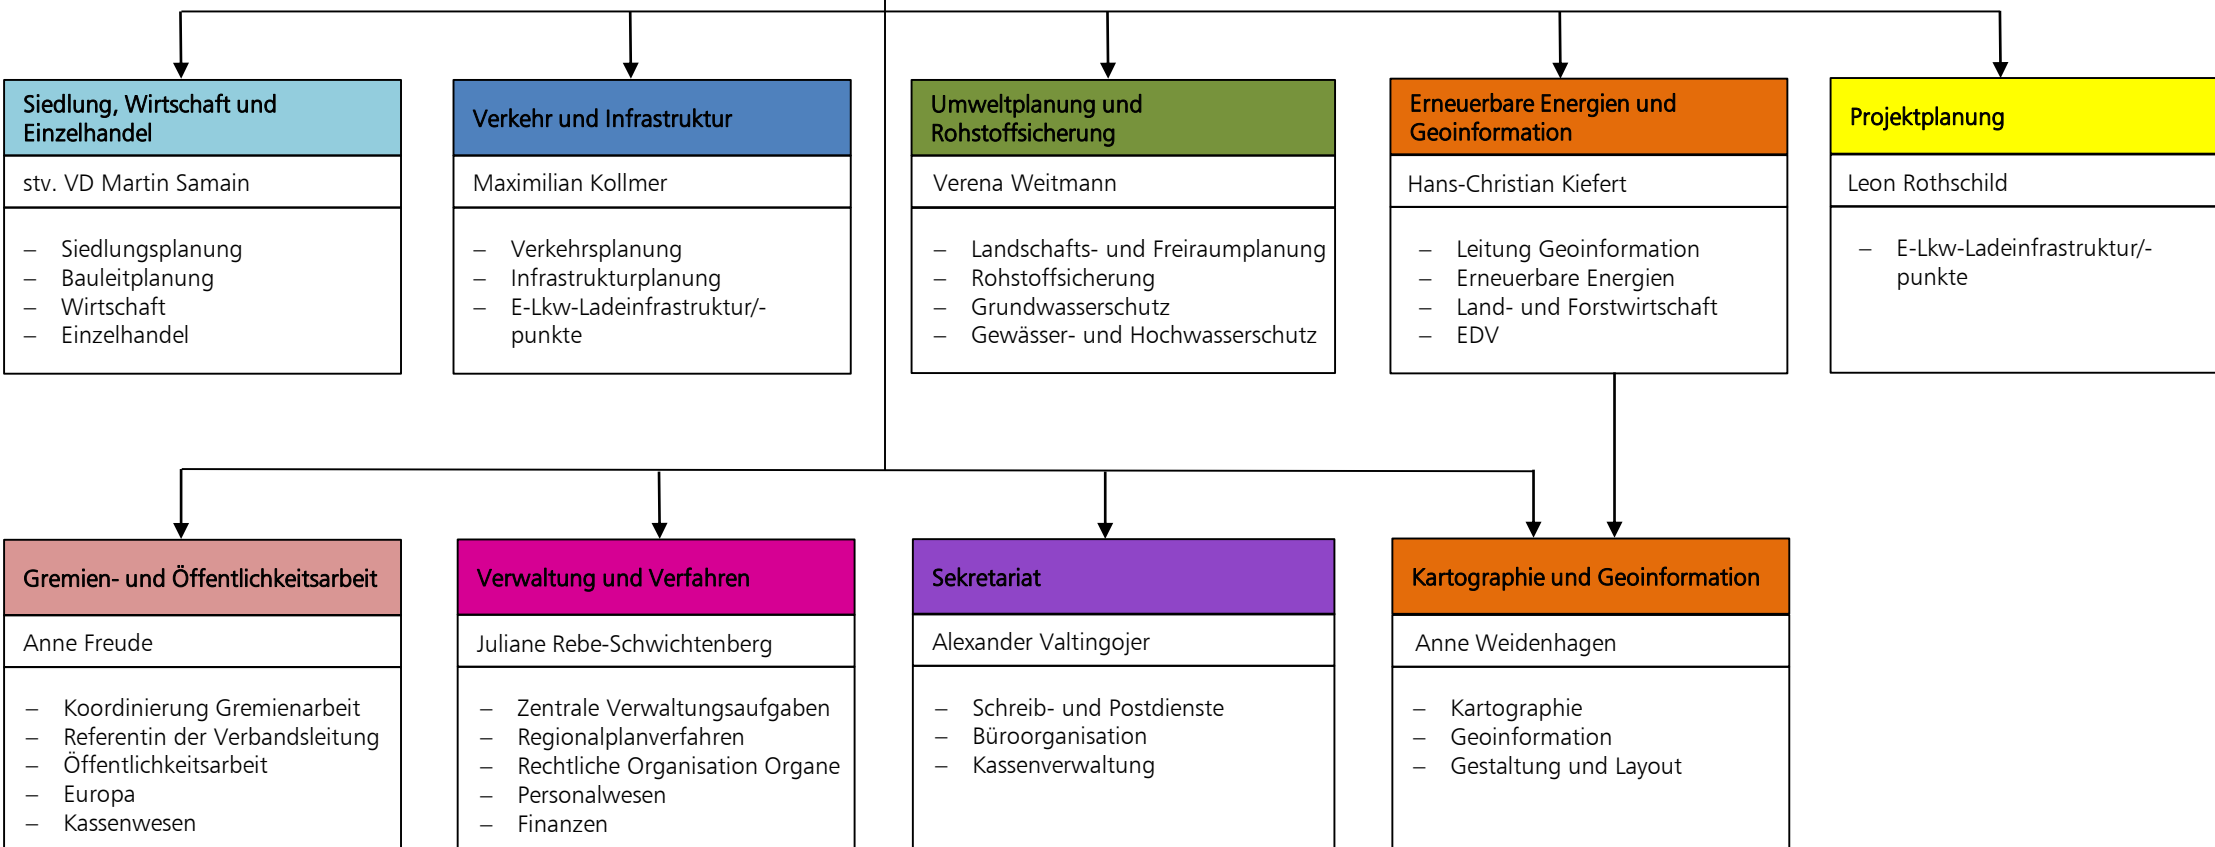 Siedlung, Wirtschaft und
Einzelhandel
stv. VD Martin Samain
– Siedlungsplanung
– Bauleitplanung
– Wirtschaft
– Einzelhandel
Verkehr und Infrastruktur
Maximilian Kollmer
– Verkehrsplanung
– Infrastrukturplanung
– E-Lkw-Ladeinfrastruktur/-
punkte
Umweltplanung und
Rohstoffsicherung
Verena Weitmann
– Landschafts- und Freiraumplanung
– Rohstoffsicherung
– Grundwasserschutz
– Gewässer- und Hochwasserschutz
Erneuerbare Energien und
Geoinformation
Hans-Christian Kiefert
– Leitung Geoinformation
– Erneuerbare Energien
– Land- und Forstwirtschaft
– EDV
Projektplanung
Leon Rothschild
– E-Lkw-Ladeinfrastruktur/-
punkte
Gremien- und Öffentlichkeitsarbeit
Anne Freude
– Koordinierung Gremienarbeit
– Referentin der Verbandsleitung
– Öffentlichkeitsarbeit
– Europa
– Kassenwesen
Verwaltung und Verfahren
Juliane Rebe-Schwichtenberg
– Zentrale Verwaltungsaufgaben
– Regionalplanverfahren
– Rechtliche Organisation Organe
– Personalwesen
– Finanzen
Sekretariat
Alexander Valtingojer
– Schreib- und Postdienste
– Büroorganisation
– Kassenverwaltung
Kartographie und Geoinformation
Anne Weidenhagen
– Kartographie
– Geoinformation
– Gestaltung und Layout